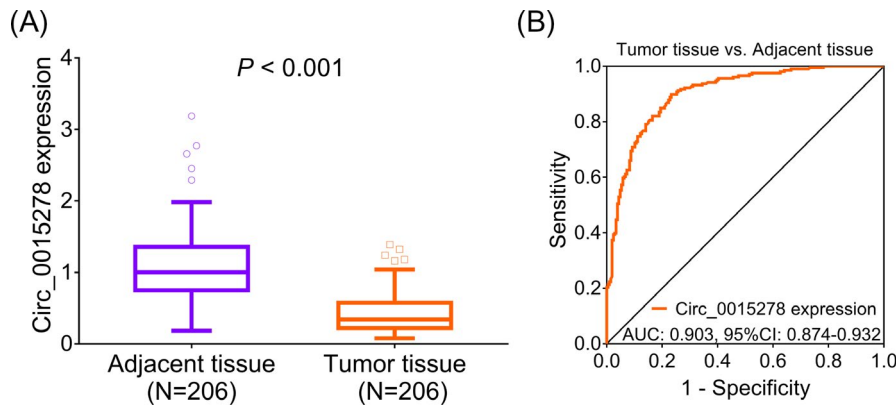 (A)
P < 0.001
Circ_0015278 expression
4
3
2
1
0
Adjacent tissue
(N=206)
Tumor tissue
(N=206)
(B)
Tumor tissue vs. Adjacent tissue
Sensitivity
1.0
0.8
0.6
0.4
0.2
0.0
Circ_0015278 expression
AUC: 0.903, 95%CI: 0.874-0.932
0.0 0.2 0.4 0.6 0.8 1.0
1 - Specificity